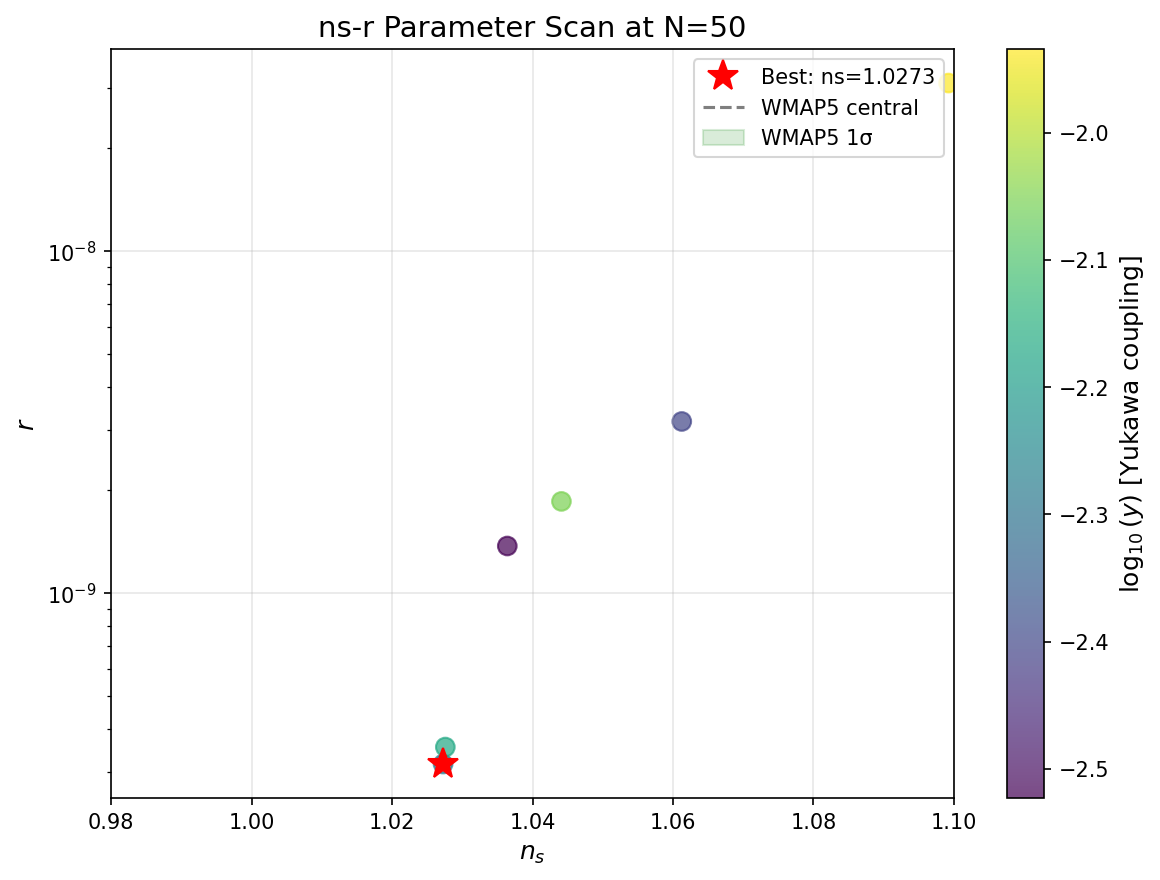 ns-r Parameter Scan at N=50
Best: ns=1.0273
WMAP5 central
WMAP5 1σ
10⁻⁸
10⁻⁹
r
0.98 1.00 1.02 1.04 1.06 1.08 1.10
nₛ
−2.0
−2.1
−2.2
−2.3
−2.4
−2.5
log₁₀(y) [Yukawa coupling]